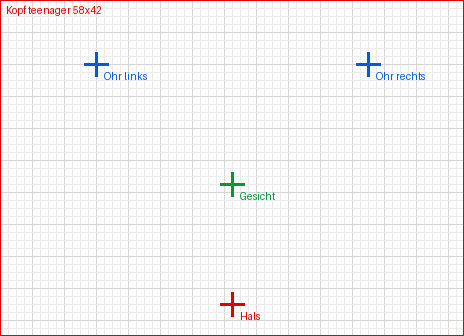 Kopf teenager 58x42
Ohr links
Ohr rechts
Gesicht
Hals